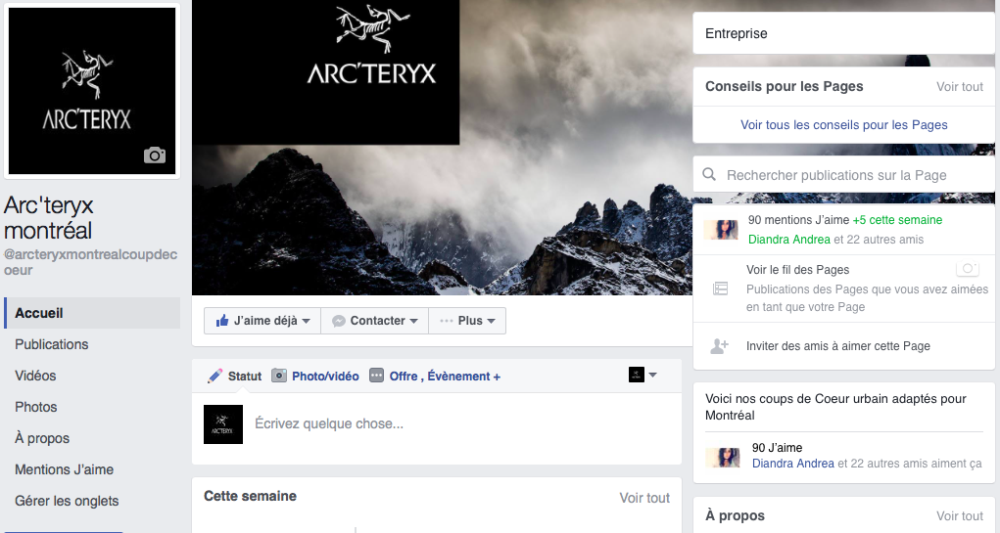 ARC'TERYX
Arc'teryx
montréal
@arcteryxmontrealcoupdec
oeur
Accueil
Publications
Vidéos
Photos
À propos
Mentions J'aime
Gérer les onglets
ARC'TERYX
J'aime déjà
Contacter
Plus
Statut
Photo/vidéo
Offre , Évènement +
ARC'TERYX
Écrivez quelque chose...
Cette semaine
Voir tout
Entreprise
Conseils pour les Pages
Voir tout
Voir tous les conseils pour les Pages
Rechercher publications sur la Page
90 mentions J'aime +5 cette semaine
Diandra Andrea et 22 autres amis
Voir le fil des Pages
Publications des Pages que vous avez aimées
en tant que votre Page
Inviter des amis à aimer cette Page
Voici nos coups de Coeur urbain adaptés pour
Montréal
90 J'aime
Diandra Andrea et 22 autres amis aiment ça
À propos
Voir tout